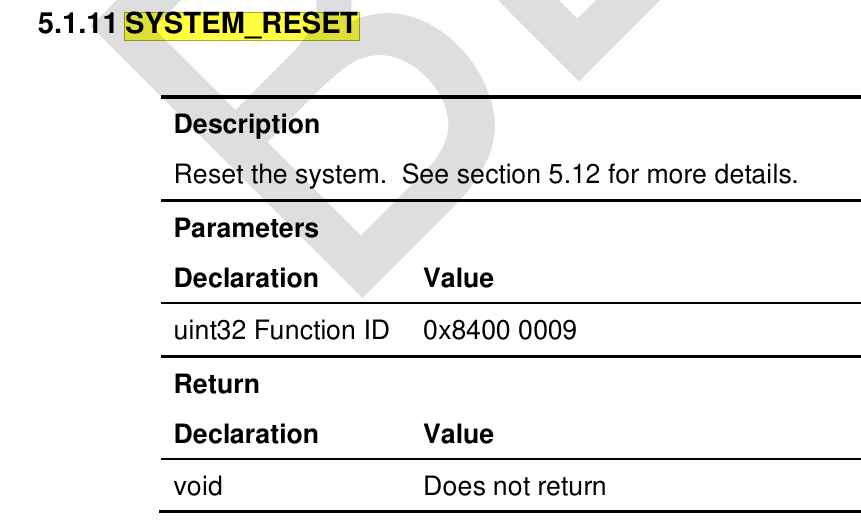 5.1.11 SYSTEM_RESET
Description
Reset the system.  See section 5.12 for more details.
Parameters
Declaration Value
uint32 Function ID 0x8400 0009
Return
Declaration Value
void Does not return